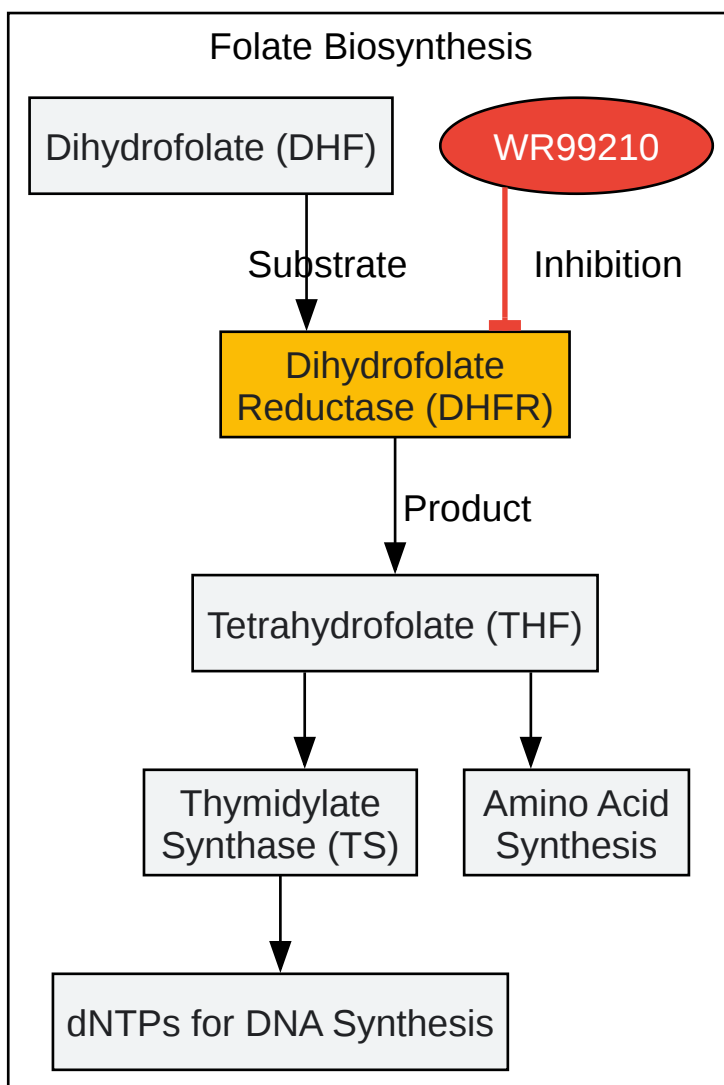 Folate Biosynthesis
Dihydrofolate (DHF)
WR99210
Substrate
Inhibition
Dihydrofolate
Reductase (DHFR)
Product
Tetrahydrofolate (THF)
Thymidylate
Synthase (TS)
Amino Acid
Synthesis
dNTPs for DNA Synthesis